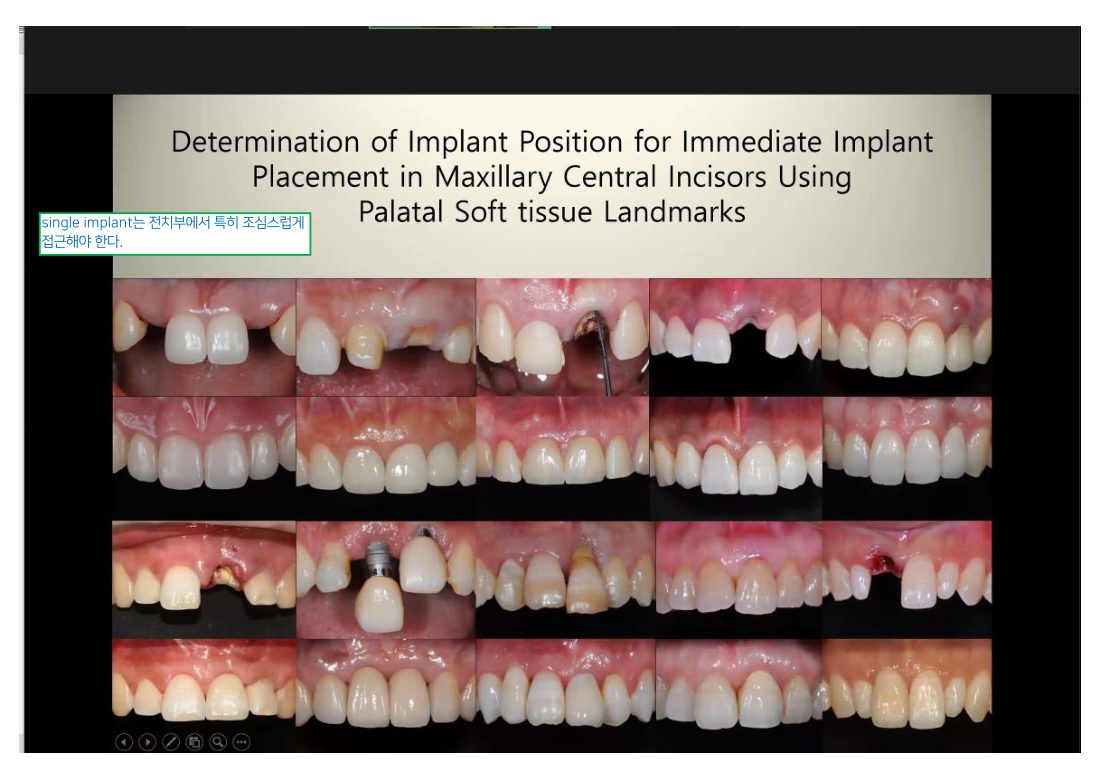 Determination of Implant Position for Immediate Implant
Placement in Maxillary Central Incisors Using
Palatal Soft tissue Landmarks
single implant는 전치부에서 특히 조심스럽게
접근해야 한다.